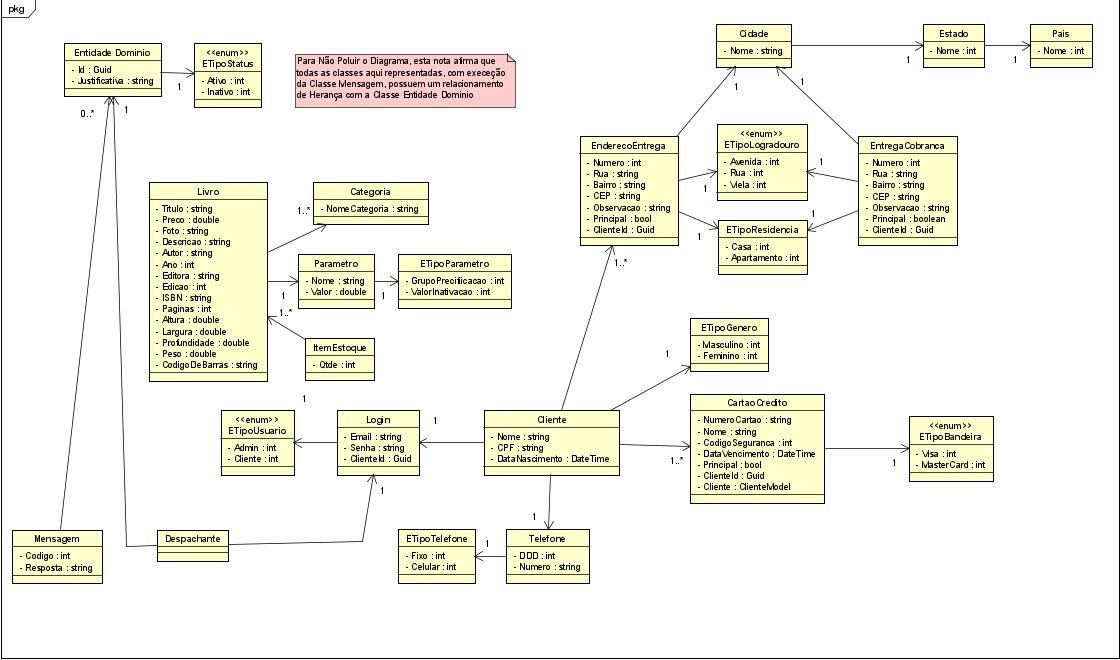 pkg
Entidade Dominio
- Id : Guid
- Justificativa : string
1
<<enum>>
ETipoStatus
- Ativo : int
- Inativo : int
0..*
1
Para Não Poluir o Diagrama, esta nota afirma que
todas as classes aqui representadas, com execeção
da Classe Mensagem, possuem um relacionamento
de Herança com a Classe Entidade Dominio
Cidade
- Nome : string
1
Estado
- Nome : int
1
Pais
- Nome : int
1
1
EnderecoEntrega
- Numero : int
- Rua : string
- Bairro : string
- CEP : string
- Observacao : string
- Principal : bool
- ClienteId : Guid
1
1
<<enum>>
ETipoLogradouro
- Avenida : int
- Rua : int
- Viela : int
1
1
ETipoResidencia
- Casa : int
- Apartamento : int
EntregaCobranca
- Numero : int
- Rua : string
- Bairro : string
- CEP : string
- Observacao : string
- Principal : boolean
- ClienteId : Guid
Livro
- Titulo : string
- Preco : double
- Foto : string
- Descricao : string
- Autor : string
- Ano : int
- Editora : string
- Edicao : int
- ISBN : string
- Paginas : int
- Altura : double
- Largura : double
- Profundidade : double
- Peso : double
- CodigoDeBarras : string
1..*
Categoria
- NomeCategoria : string
1
Parametro
- Nome : string
- Valor : double
1
ETipoParametro
- GrupoPrecificacao : int
- ValorInativacao : int
1..*
ItemEstoque
- Qtde : int
1..*
1
ETipoGenero
- Masculino : int
- Feminino : int
1
<<enum>>
ETipoUsuario
- Admin : int
- Cliente : int
Login
- Email : string
- Senha : string
- ClienteId : Guid
1
1
Cliente
- Nome : string
- CPF : string
- DataNascimento : DateTime
1..*
CartaoCredito
- NumeroCartao : string
- Nome : string
- CodigoSeguranca : int
- DataVencimento : DateTime
- Principal : bool
- ClienteId : Guid
- Cliente : ClienteModel
1
<<enum>>
ETipoBandeira
- Visa : int
- MasterCard : int
Mensagem
- Codigo : int
- Resposta : string
Despachante
ETipoTelefone
- Fixo : int
- Celular : int
1
1
Telefone
- DDD : int
- Numero : string